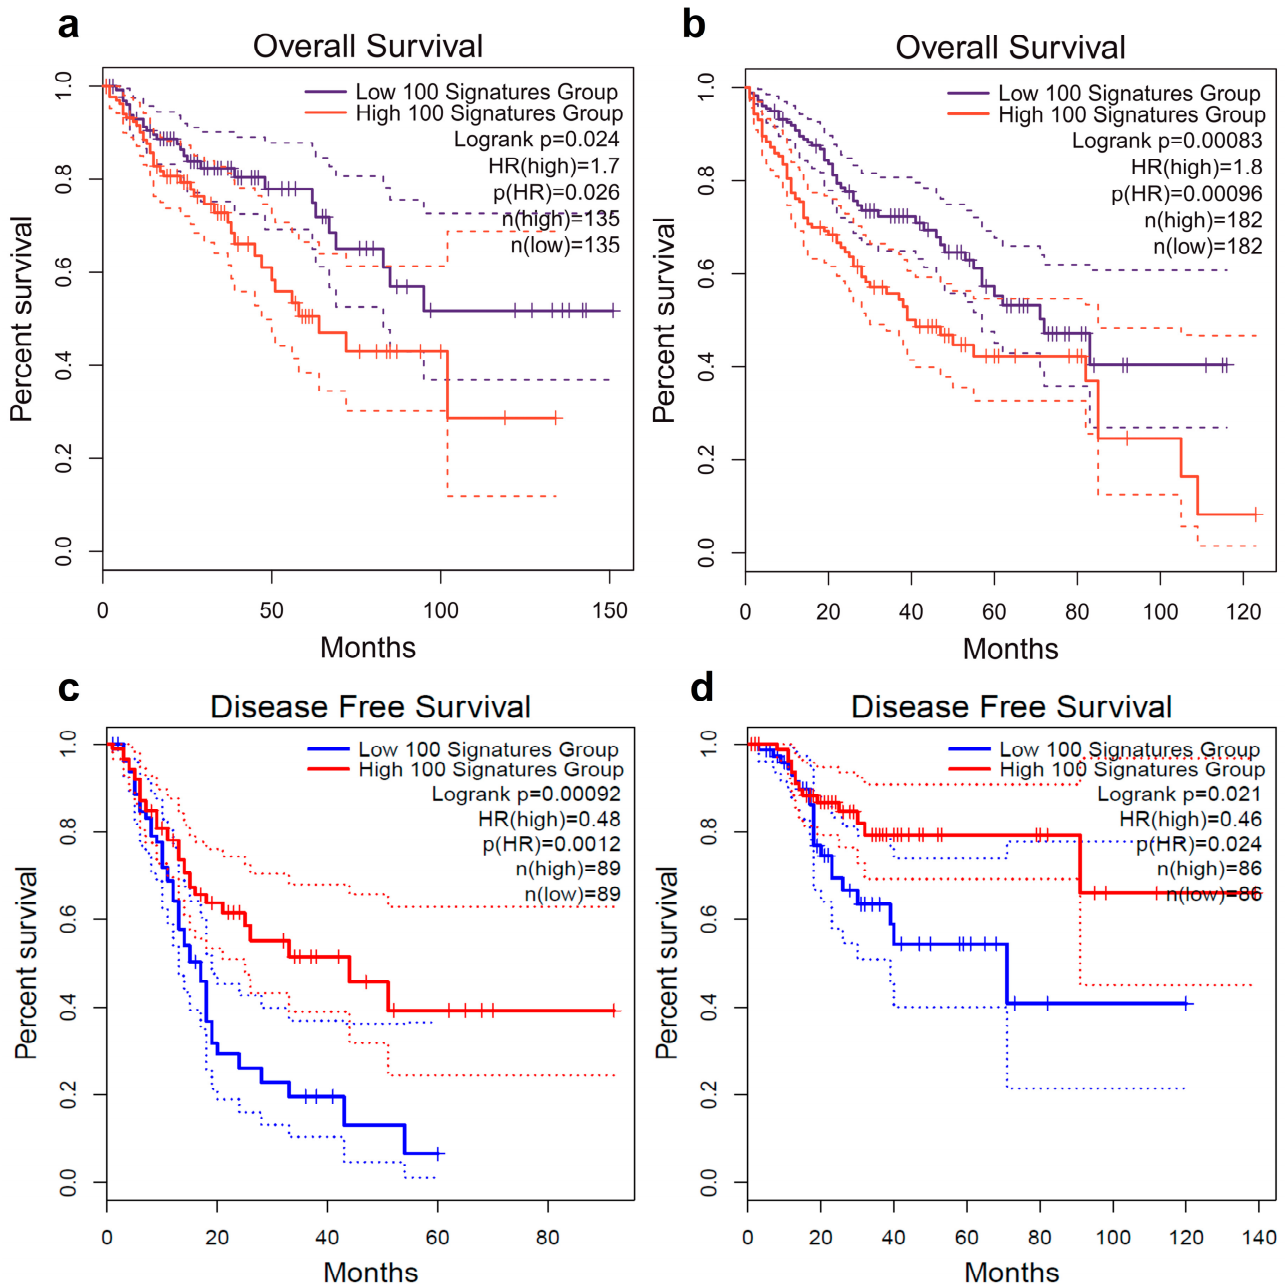 a
Overall Survival
Low 100 Signatures Group
High 100 Signatures Group
Logrank p=0.024
HR(high)=1.7
p(HR)=0.026
n(high)=135
n(low)=135
Percent survival
1.0
0.8
0.6
0.4
0.2
0.0
0 50 100 150
Months
b
Overall Survival
Low 100 Signatures Group
High 100 Signatures Group
Logrank p=0.00083
HR(high)=1.8
p(HR)=0.00096
n(high)=182
n(low)=182
Percent survival
1.0
0.8
0.6
0.4
0.2
0.0
0 20 40 60 80 100 120
Months
c
Disease Free Survival
Low 100 Signatures Group
High 100 Signatures Group
Logrank p=0.00092
HR(high)=0.48
p(HR)=0.0012
n(high)=89
n(low)=89
Percent survival
1.0
0.8
0.6
0.4
0.2
0.0
0 20 40 60 80
Months
d
Disease Free Survival
Low 100 Signatures Group
High 100 Signatures Group
Logrank p=0.021
HR(high)=0.46
p(HR)=0.024
n(high)=86
n(low)=86
Percent survival
1.0
0.8
0.6
0.4
0.2
0.0
0 20 40 60 80 100 120 140
Months